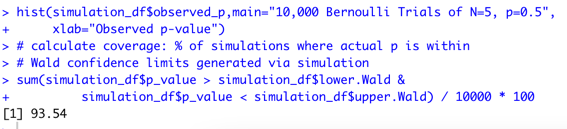 > hist(simulation_df$observed_p,main="10,000 Bernoulli Trials of N=5, p=0.5",
+      xlab="Observed p-value")
> # calculate coverage: % of simulations where actual p is within
> # Wald confidence limits generated via simulation
> sum(simulation_df$p_value > simulation_df$lower.Wald &
+          simulation_df$p_value < simulation_df$upper.Wald) / 10000 * 100
[1] 93.54